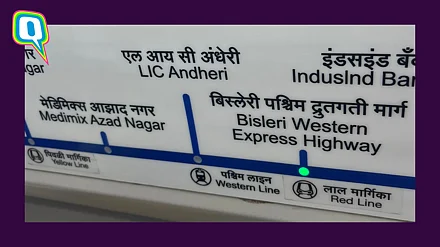 Q
एल आय सी अंधेरी
LIC Andheri
इंडसइंड
IndusInd
मेडिमिक्स आझाद नगर
Medimix Azad Nagar
बिस्लेरी पश्चिम द्रुतगती मार्ग
Bisleri Western
Express Highway
पिवळी मार्गिका
Yellow Line
पश्चिम लाइन
Western Line
लाल मार्गिका
Red Line